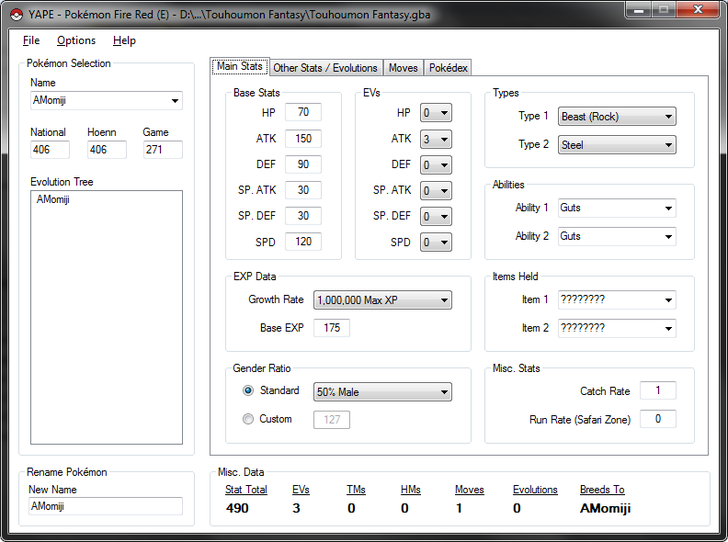 YAPE - Pokémon Fire Red (E) - D:\...\Touhoumon Fantasy\Touhoumon Fantasy.gba
File Options Help
Pokémon Selection
Name
AMomiji
National Hoenn Game
406 406 271
Evolution Tree
AMomiji
Rename Pokémon
New Name
AMomiji
Main Stats Other Stats / Evolutions Moves Pokédex
Base Stats
HP 70
ATK 150
DEF 90
SP. ATK 30
SP. DEF 30
SPD 120
EVs
HP 0
ATK 3
DEF 0
SP. ATK 0
SP. DEF 0
SPD 0
Types
Type 1 Beast (Rock)
Type 2 Steel
Abilities
Ability 1 Guts
Ability 2 Guts
EXP Data
Growth Rate 1,000,000 Max XP
Base EXP 175
Items Held
Item 1 ????????
Item 2 ????????
Gender Ratio
Standard 50% Male
Custom 127
Misc. Stats
Catch Rate 1
Run Rate (Safari Zone) 0
Misc. Data
Stat Total EVs TMs HMs Moves Evolutions Breeds To
490 3 0 0 1 0 AMomiji